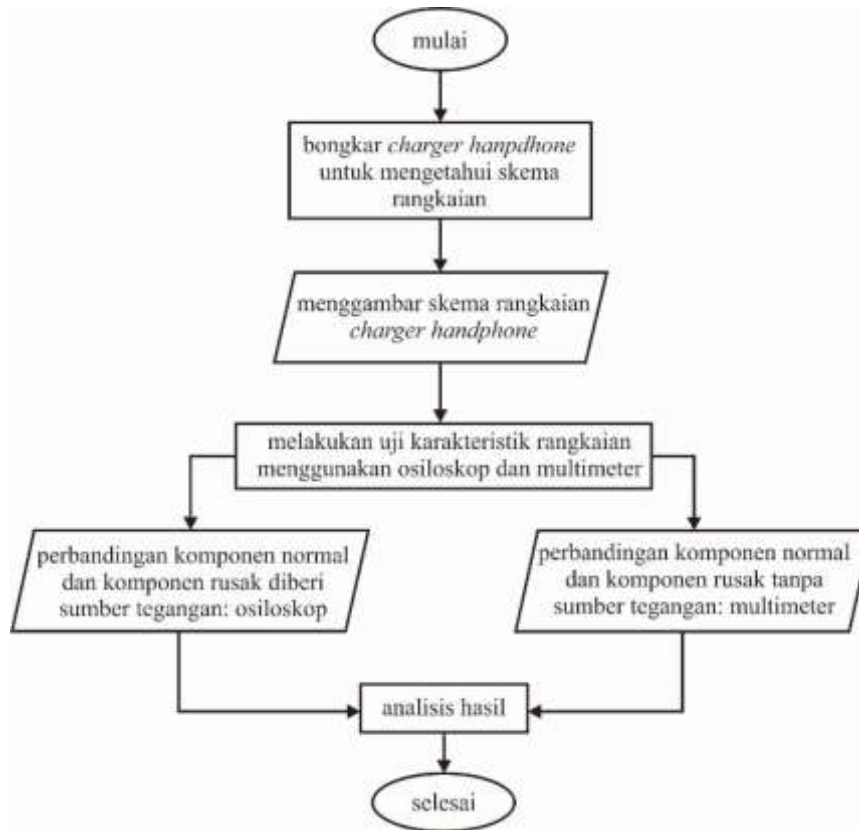 mulai
bongkar charger hanpdhone
untuk mengetahui skema
rangkaian
menggambar skema rangkaian
charger handphone
melakukan uji karakteristik rangkaian
menggunakan osiloskop dan multimeter
perbandingan komponen normal
dan komponen rusak diberi
sumber tegangan: osiloskop
perbandingan komponen normal
dan komponen rusak tanpa
sumber tegangan: multimeter
analisis hasil
selesai